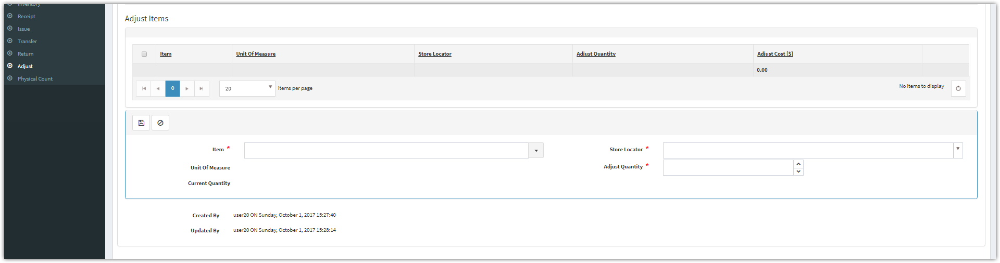 Inventory
Receipt
Issue
Transfer
Return
Adjust
Physical Count
Adjust Items
Item Unit Of Measure Store Locator Adjust Quantity Adjust Cost [$]
0.00
0 20 items per page No items to display
Item * Store Locator *
Unit Of Measure Adjust Quantity *
Current Quantity
Created By user20 ON Sunday, October 1, 2017 15:27:40
Updated By user20 ON Sunday, October 1, 2017 15:28:14